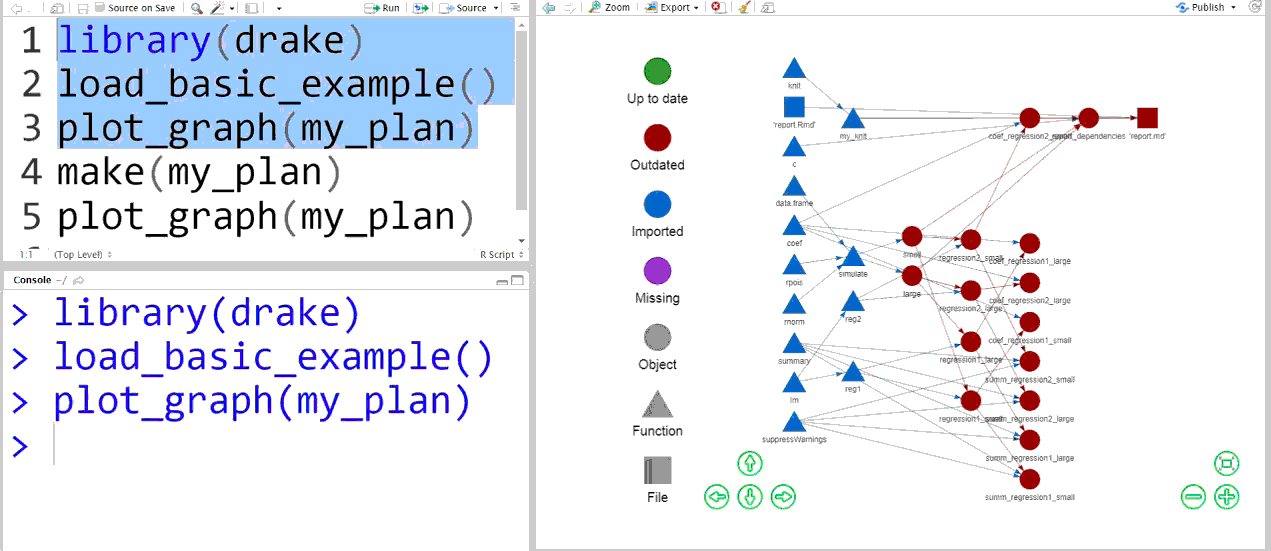 Source on Save
Run
Source
1 library(drake)
2 load_basic_example()
3 plot_graph(my_plan)
4 make(my_plan)
5 plot_graph(my_plan)
1:1
(Top Level)
R Script
Console ~/
> library(drake)
> load_basic_example()
> plot_graph(my_plan)
>
Zoom
Export
Publish
Up to date
Outdated
Imported
Missing
Object
Function
File
knit
'report.Rmd'
my_knit
c
data.frame
coef
simulate
rpois
rnorm
reg2
summary
lm
reg1
suppressWarnings
small
large
regression2_small
regression2_large
regression1_large
regression1_small
report_dependencies
'report.md'
coef_regression1_large
coef_regression2_large
coef_regression1_small
summ_regression2_small
summ_regression2_large
summ_regression1_large
summ_regression1_small